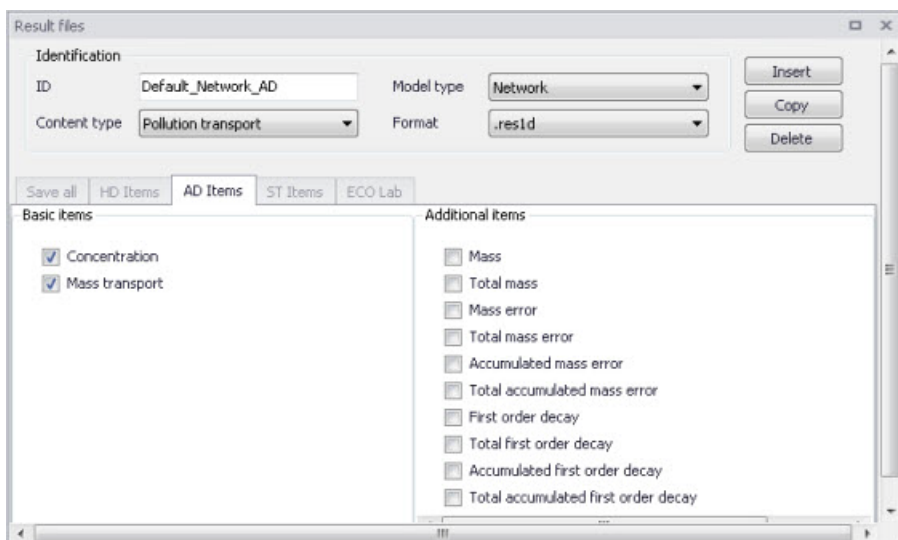 Result files
Identification
ID Default_Network_AD Model type Network Insert
Copy
Content type Pollution transport Format .res1d
Delete
Save all HD Items AD Items ST Items ECO Lab
Basic items Additional items
Concentration Mass
Mass transport Total mass
Mass error
Total mass error
Accumulated mass error
Total accumulated mass error
First order decay
Total first order decay
Accumulated first order decay
Total accumulated first order decay